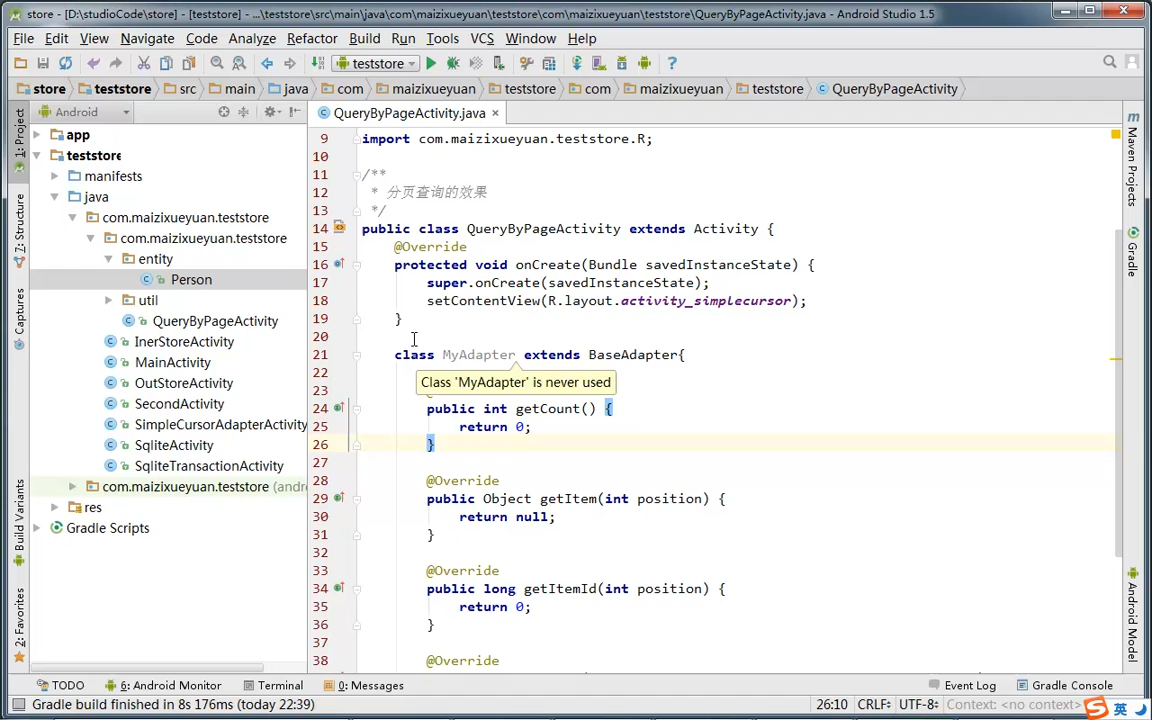 store - [D:\studioCode\store] - [teststore] - ...\teststore\src\main\java\com\maizixueyuan\teststore\com\maizixueyuan\teststore\QueryByPageActivity.java - Android Studio 1.5
File Edit View Navigate Code Analyze Refactor Build Run Tools VCS Window Help
teststore
store teststore src main java com maizixueyuan teststore com maizixueyuan teststore QueryByPageActivity
Android
QueryByPageActivity.java ×
1: Project
7: Structure
Captures
Build Variants
2: Favorites
app
teststore
manifests
java
com.maizixueyuan.teststore
com.maizixueyuan.teststore
entity
Person
util
QueryByPageActivity
InerStoreActivity
MainActivity
OutStoreActivity
SecondActivity
SimpleCursorAdapterActivity
SqliteActivity
SqliteTransactionActivity
com.maizixueyuan.teststore (andro
res
Gradle Scripts
9 import com.maizixueyuan.teststore.R;
10
11 /**
12 * 分页查询的效果
13 */
14 public class QueryByPageActivity extends Activity {
15 @Override
16 protected void onCreate(Bundle savedInstanceState) {
17 super.onCreate(savedInstanceState);
18 setContentView(R.layout.activity_simplecursor);
19 }
20
21 class MyAdapter extends BaseAdapter{
22
Class 'MyAdapter' is never used
23
24 public int getCount() {
25 return 0;
26 }
27
28 @Override
29 public Object getItem(int position) {
30 return null;
31 }
32
33 @Override
34 public long getItemId(int position) {
35 return 0;
36 }
37
38 @Override
m
Maven Projects
Gradle
Android Model
TODO 6: Android Monitor Terminal 0: Messages Event Log Gradle Console
Gradle build finished in 8s 176ms (today 22:39) 26:10 CRLF UTF-8 Context: <no context>
S 英